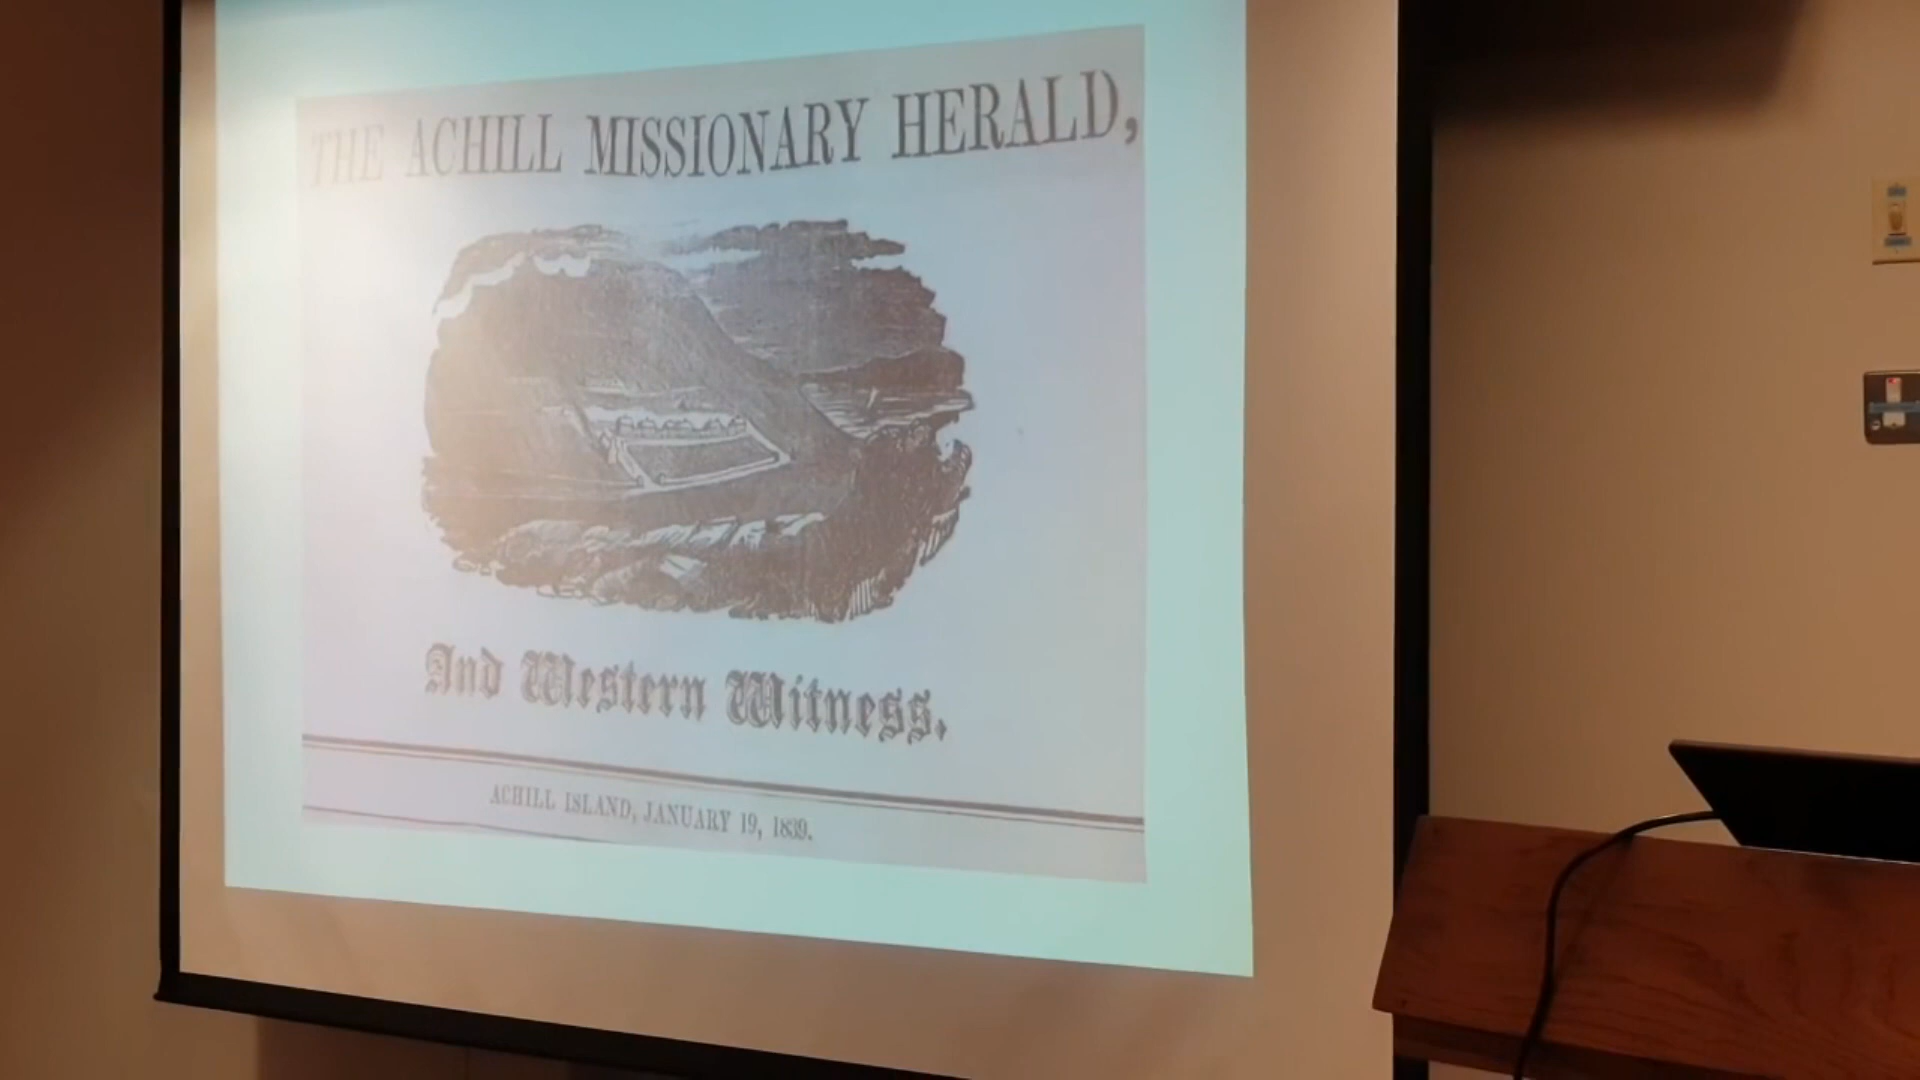 THE ACHILL MISSIONARY HERALD,
And Western Witness.
ACHILL ISLAND, JANUARY 19, 1839.